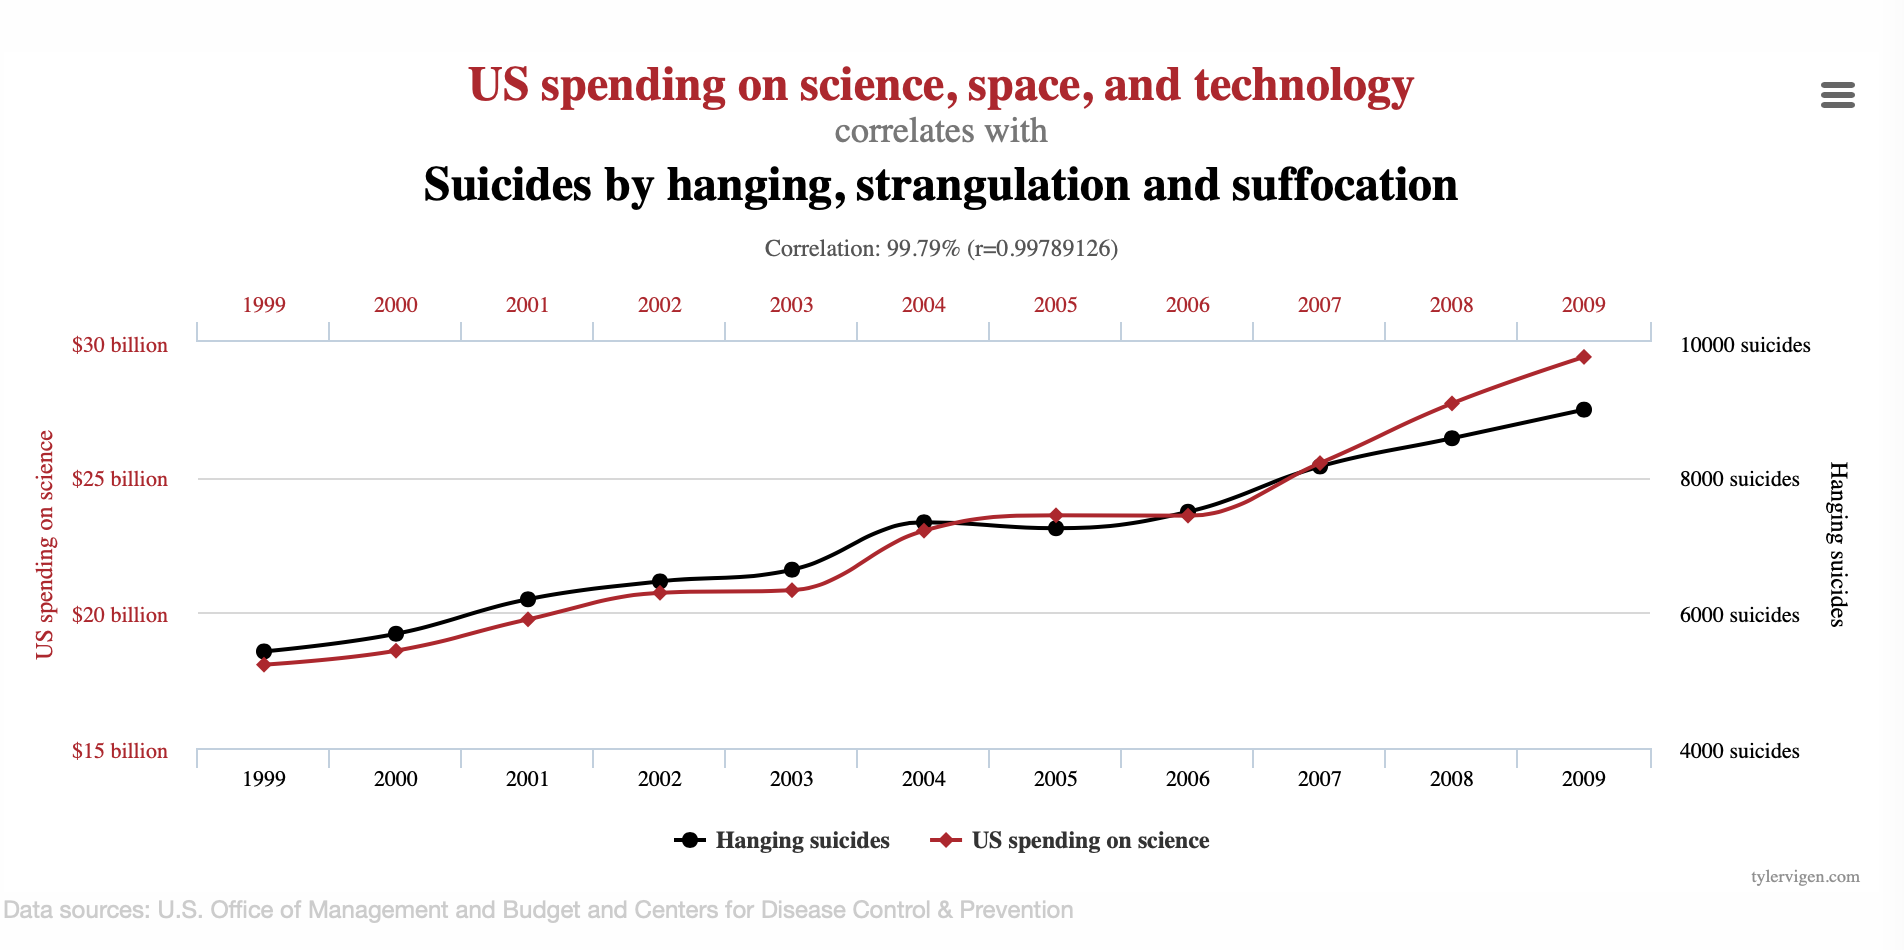 US spending on science, space, and technology
correlates with
Suicides by hanging, strangulation and suffocation
Correlation: 99.79% (r=0.99789126)
1999 2000 2001 2002 2003 2004 2005 2006 2007 2008 2009
$30 billion 10000 suicides
$25 billion 8000 suicides
$20 billion 6000 suicides
$15 billion 4000 suicides
US spending on science
Hanging suicides
1999 2000 2001 2002 2003 2004 2005 2006 2007 2008 2009
Hanging suicides US spending on science
tylervigen.com
Data sources: U.S. Office of Management and Budget and Centers for Disease Control & Prevention